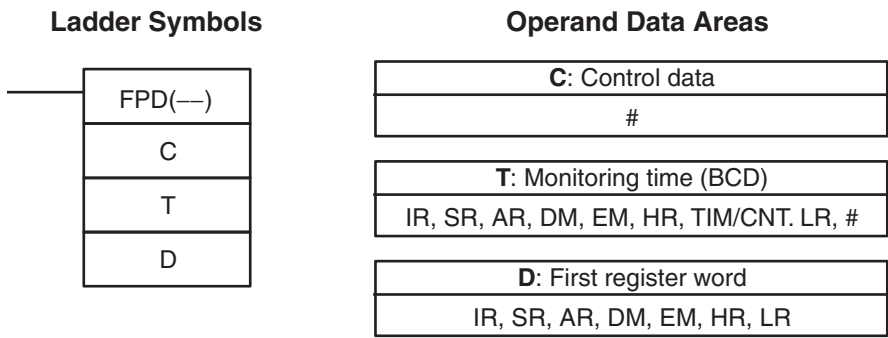 Ladder Symbols
FPD(––)
C
T
D
Operand Data Areas
C: Control data
#
T: Monitoring time (BCD)
IR, SR, AR, DM, EM, HR, TIM/CNT. LR, #
D: First register word
IR, SR, AR, DM, EM, HR, LR